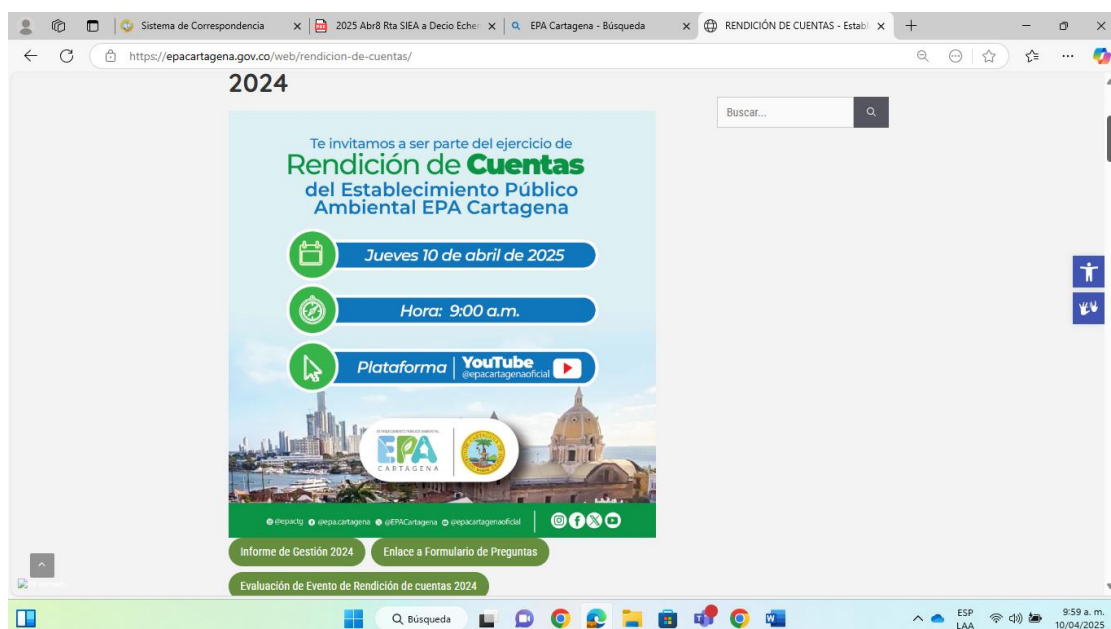 Sistema de Correspondencia
2025 Abr8 Rta SIEA a Decio Echer
EPA Cartagena - Búsqueda
RENDICIÓN DE CUENTAS - Establ
https://epacartagena.gov.co/web/rendicion-de-cuentas/
2024
Buscar...
Te invitamos a ser parte del ejercicio de
Rendición de Cuentas
del Establecimiento Público
Ambiental EPA Cartagena
Jueves 10 de abril de 2025
Hora: 9:00 a.m.
Plataforma
YouTube
@epacartagenaoficial
ESTABLECIMIENTO PÚBLICO AMBIENTAL
EPA
CARTAGENA
@epactg @epa.cartagena @EPACartagena @epacartagenaoficial
Informe de Gestión 2024
Enlace a Formulario de Preguntas
Evaluación de Evento de Rendición de cuentas 2024
Búsqueda
ESP
LAA
9:59 a. m.
10/04/2025